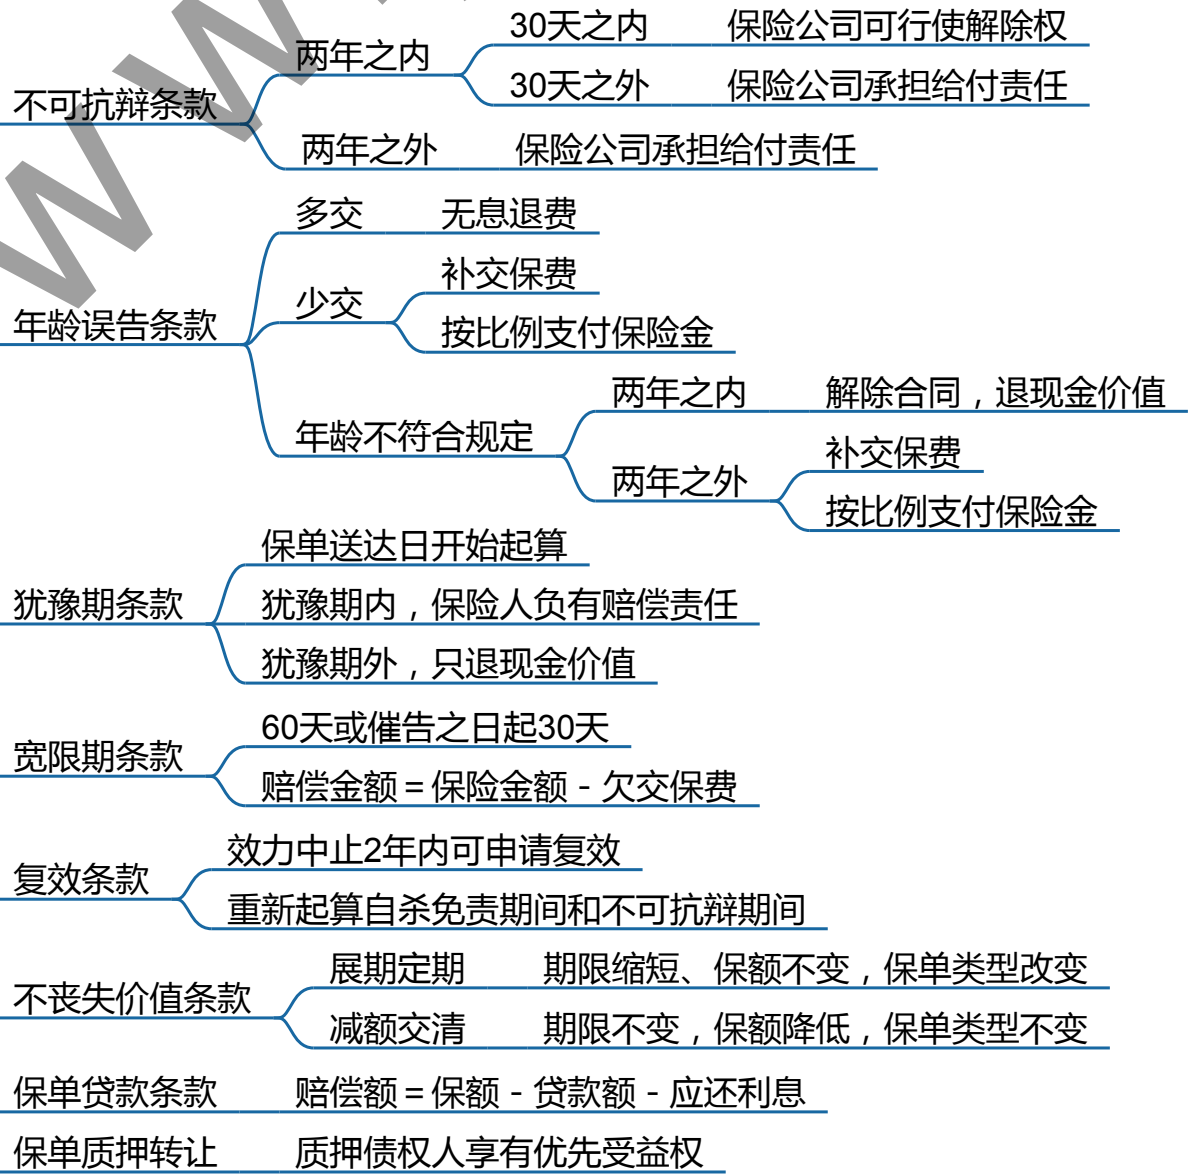 不可抗辩条款
两年之内
30天之内
保险公司可行使解除权
30天之外
保险公司承担给付责任
两年之外
保险公司承担给付责任
年龄误告条款
多交
无息退费
少交
补交保费
按比例支付保险金
年龄不符合规定
两年之内
解除合同，退现金价值
两年之外
补交保费
按比例支付保险金
犹豫期条款
保单送达日开始起算
犹豫期内，保险人负有赔偿责任
犹豫期外，只退现金价值
宽限期条款
60天或催告之日起30天
赔偿金额＝保险金额－欠交保费
复效条款
效力中止2年内可申请复效
重新起算自杀免责期间和不可抗辩期间
不丧失价值条款
展期定期
期限缩短、保额不变，保单类型改变
减额交清
期限不变，保额降低，保单类型不变
保单贷款条款
赔偿额＝保额－贷款额－应还利息
保单质押转让
质押债权人享有优先受益权